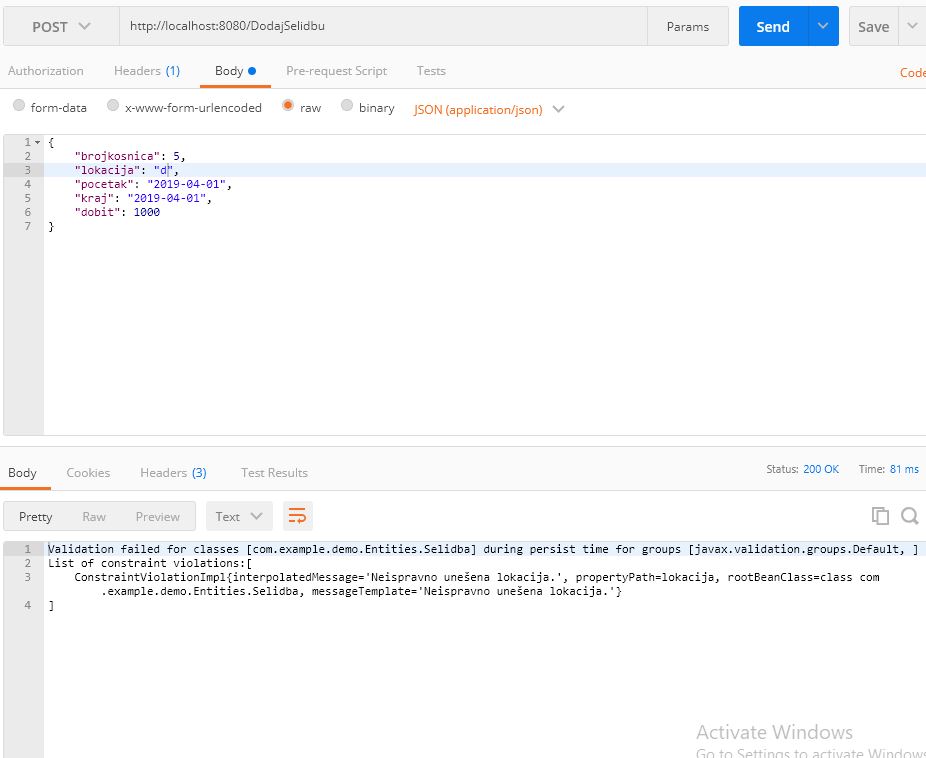 POST http://localhost:8080/DodajSelidbu Params Send Save
Authorization Headers (1) Body Pre-request Script Tests Code
form-data x-www-form-urlencoded raw binary JSON (application/json)
1 {
2 "brojkosnica": 5,
3 "lokacija": "d",
4 "pocetak": "2019-04-01",
5 "kraj": "2019-04-01",
6 "dobit": 1000
7 }
Body Cookies Headers (3) Test Results Status: 200 OK Time: 81 ms
Pretty Raw Preview Text
1 Validation failed for classes [com.example.demo.Entities.Selidba] during persist time for groups [javax.validation.groups.Default, ]
2 List of constraint violations:[
3 ConstraintViolationImpl{interpolatedMessage='Neispravno unešena lokacija.', propertyPath=lokacija, rootBeanClass=class com
.example.demo.Entities.Selidba, messageTemplate='Neispravno unešena lokacija.'}
4 ]
Activate Windows
Go to Settings to activate Windows